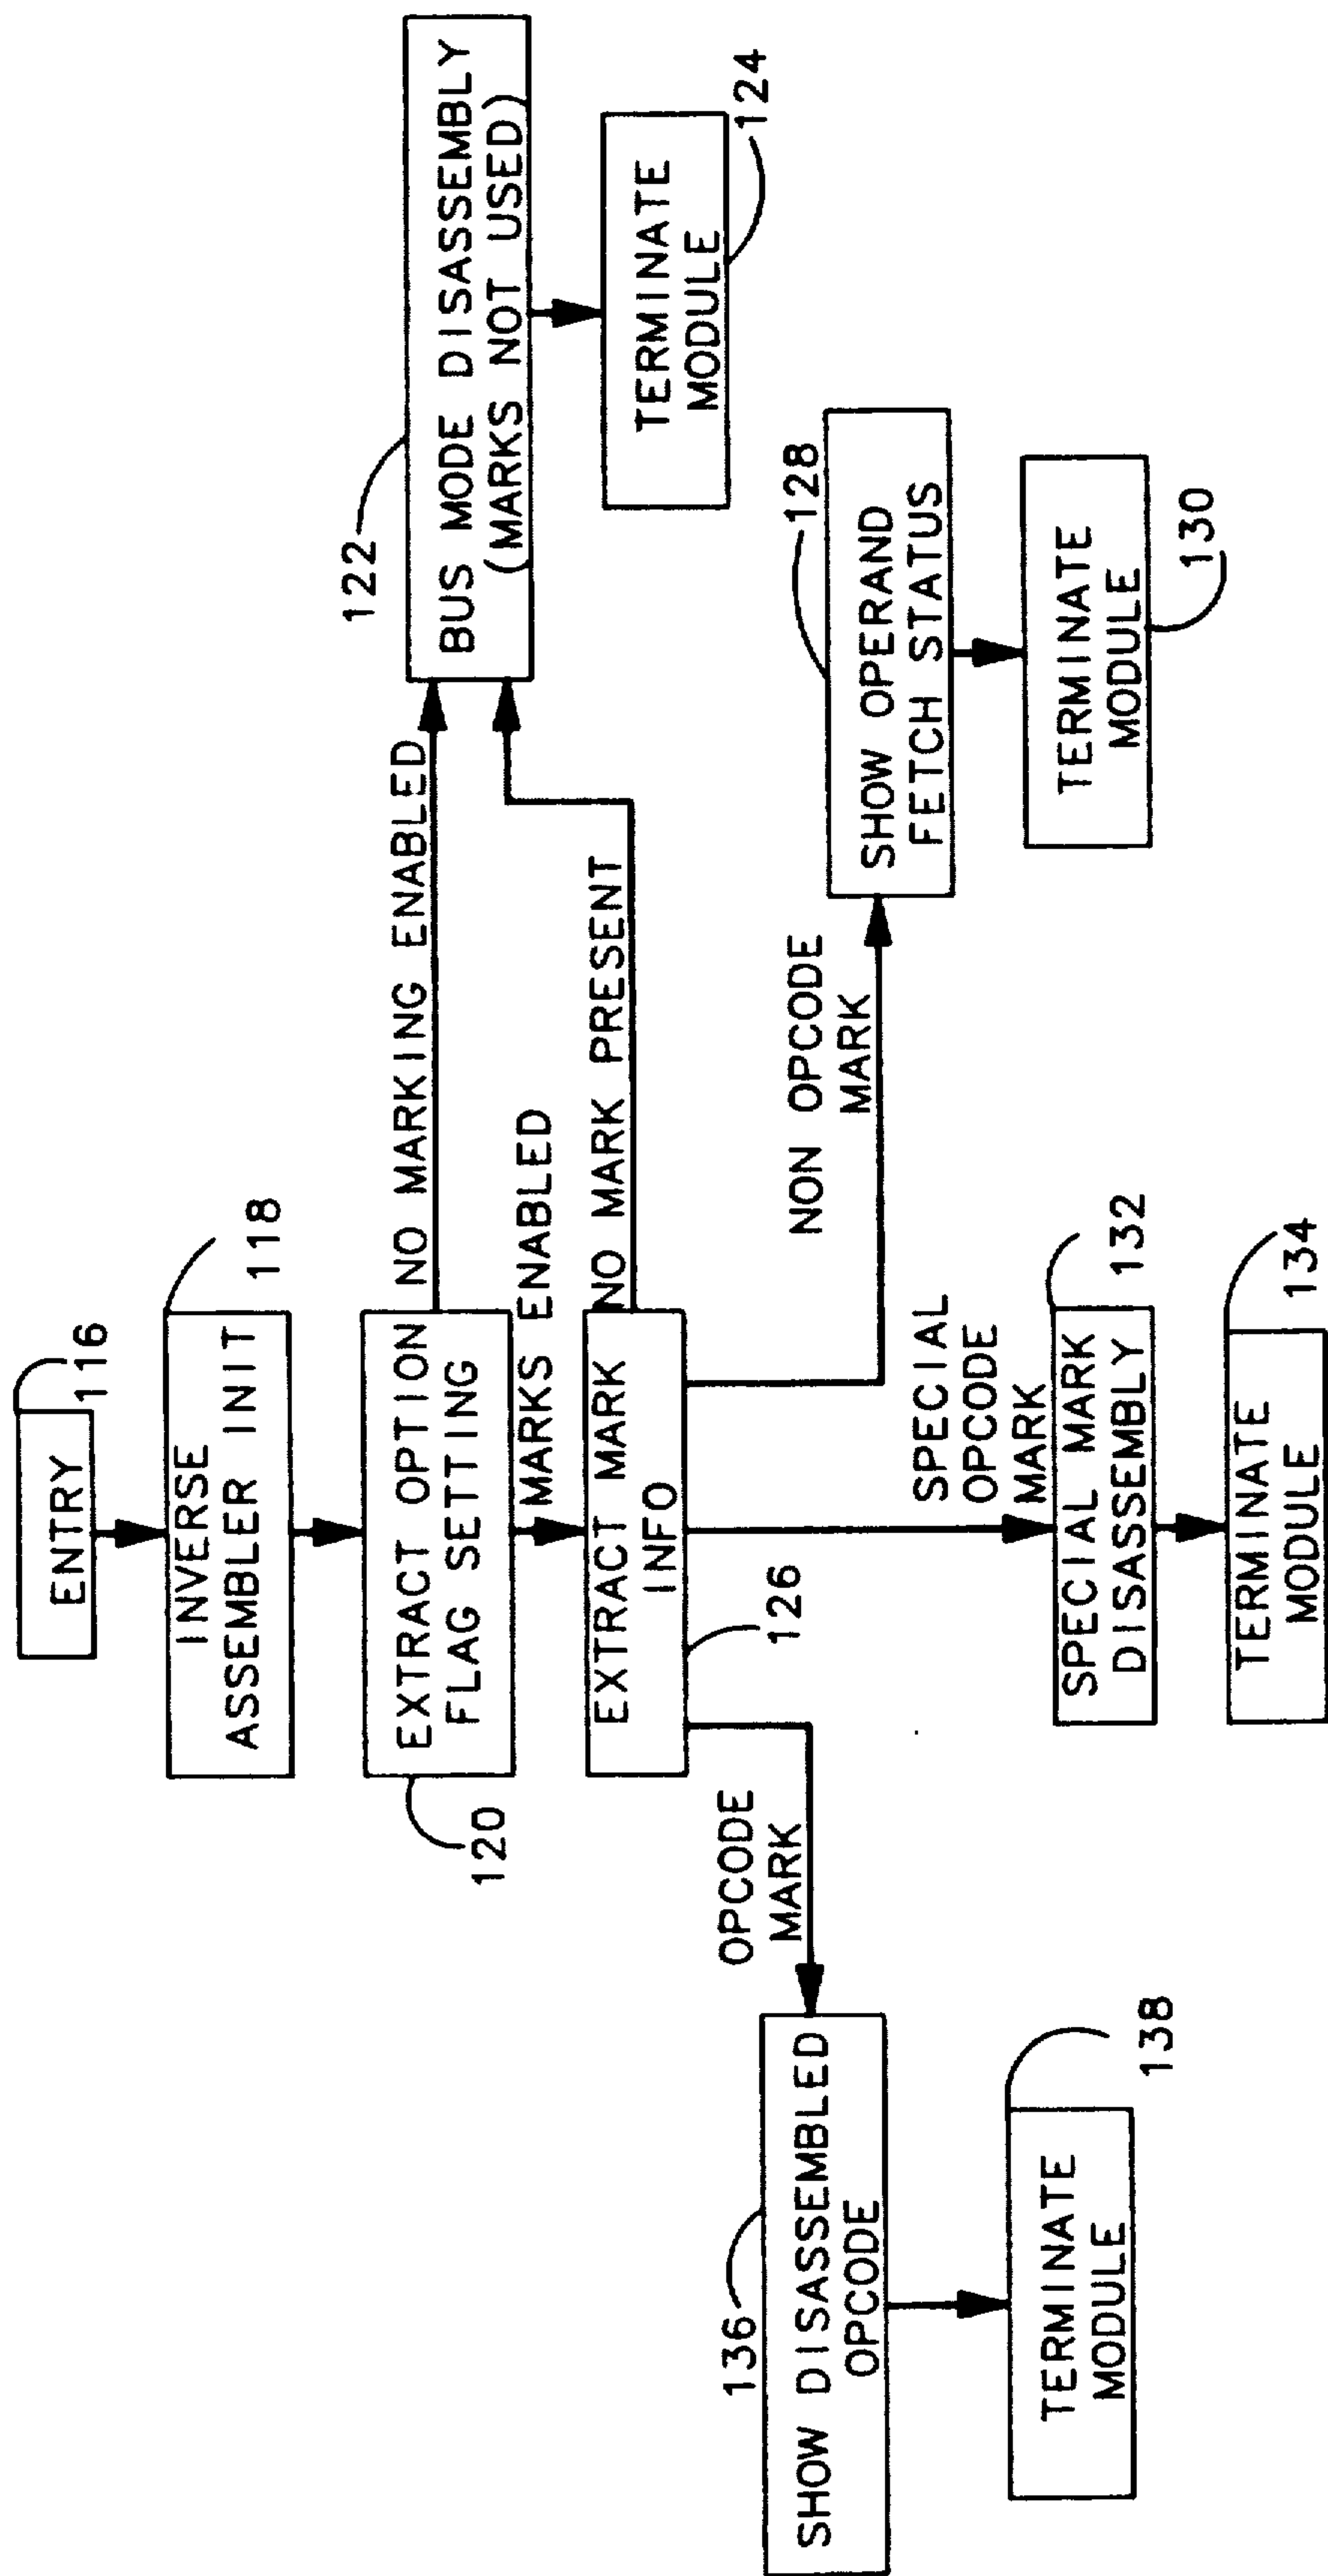 ENTRY
116
INVERSE
ASSEMBLER INIT
118
EXTRACT OPTION
FLAG SETTING
120
NO MARKING ENABLED
122
BUS MODE DISASSEMBLY
(MARKS NOT USED)
TERMINATE
MODULE
124
MARKS ENABLED
EXTRACT MARK
INFO
126
NO MARK PRESENT
NON OPCODE
MARK
128
SHOW OPERAND
FETCH STATUS
TERMINATE
MODULE
130
SPECIAL
OPCODE
MARK
SPECIAL MARK
DISASSEMBLY
132
TERMINATE
MODULE
134
OPCODE
MARK
136
SHOW DISASSEMBLED
OPCODE
TERMINATE
MODULE
138